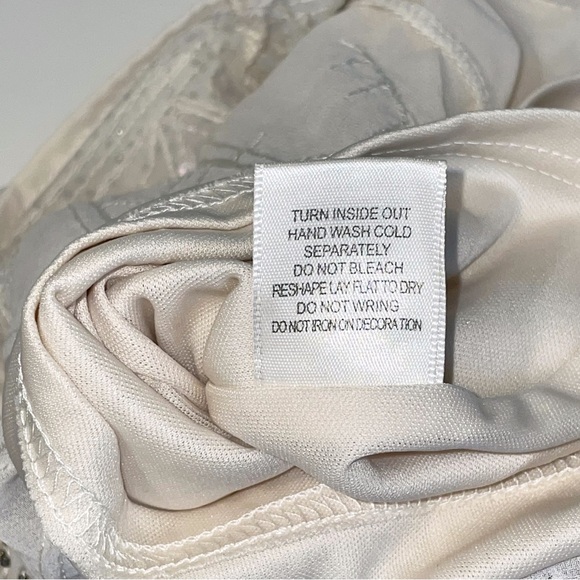 TURN INSIDE OUT
HAND WASH COLD
SEPARATELY
DO NOT BLEACH
RESHAPE LAY FLAT TO DRY
DO NOT WRING
DO NOT IRON ON DECORATION